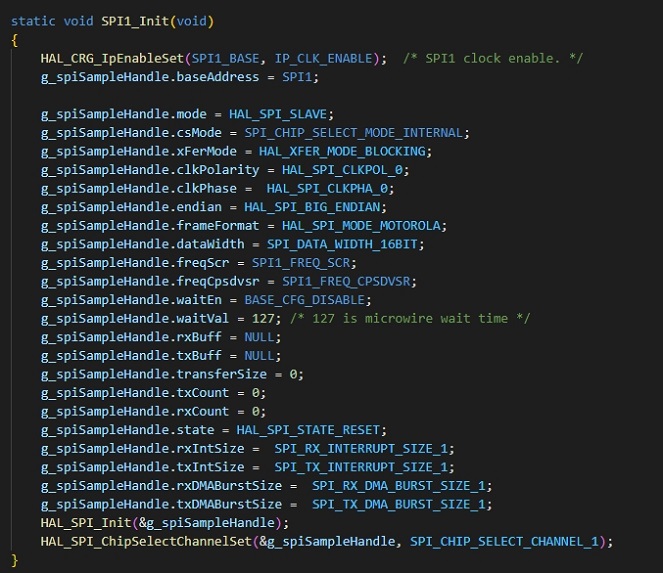 static void SPI1_Init(void)
{
    HAL_CRG_IpEnableSet(SPI1_BASE, IP_CLK_ENABLE);  /* SPI1 clock enable. */
    g_spiSampleHandle.baseAddress = SPI1;

    g_spiSampleHandle.mode = HAL_SPI_SLAVE;
    g_spiSampleHandle.csMode = SPI_CHIP_SELECT_MODE_INTERNAL;
    g_spiSampleHandle.xFerMode = HAL_XFER_MODE_BLOCKING;
    g_spiSampleHandle.clkPolarity = HAL_SPI_CLKPOL_0;
    g_spiSampleHandle.clkPhase =  HAL_SPI_CLKPHA_0;
    g_spiSampleHandle.endian = HAL_SPI_BIG_ENDIAN;
    g_spiSampleHandle.frameFormat = HAL_SPI_MODE_MOTOROLA;
    g_spiSampleHandle.dataWidth = SPI_DATA_WIDTH_16BIT;
    g_spiSampleHandle.freqScr = SPI1_FREQ_SCR;
    g_spiSampleHandle.freqCpsdvsr = SPI1_FREQ_CPSDVSR;
    g_spiSampleHandle.waitEn = BASE_CFG_DISABLE;
    g_spiSampleHandle.waitVal = 127; /* 127 is microwire wait time */
    g_spiSampleHandle.rxBuff = NULL;
    g_spiSampleHandle.txBuff = NULL;
    g_spiSampleHandle.transferSize = 0;
    g_spiSampleHandle.txCount = 0;
    g_spiSampleHandle.rxCount = 0;
    g_spiSampleHandle.state = HAL_SPI_STATE_RESET;
    g_spiSampleHandle.rxIntSize =  SPI_RX_INTERRUPT_SIZE_1;
    g_spiSampleHandle.txIntSize =  SPI_TX_INTERRUPT_SIZE_1;
    g_spiSampleHandle.rxDMABurstSize =  SPI_RX_DMA_BURST_SIZE_1;
    g_spiSampleHandle.txDMABurstSize =  SPI_TX_DMA_BURST_SIZE_1;
    HAL_SPI_Init(&g_spiSampleHandle);
    HAL_SPI_ChipSelectChannelSet(&g_spiSampleHandle, SPI_CHIP_SELECT_CHANNEL_1);
}